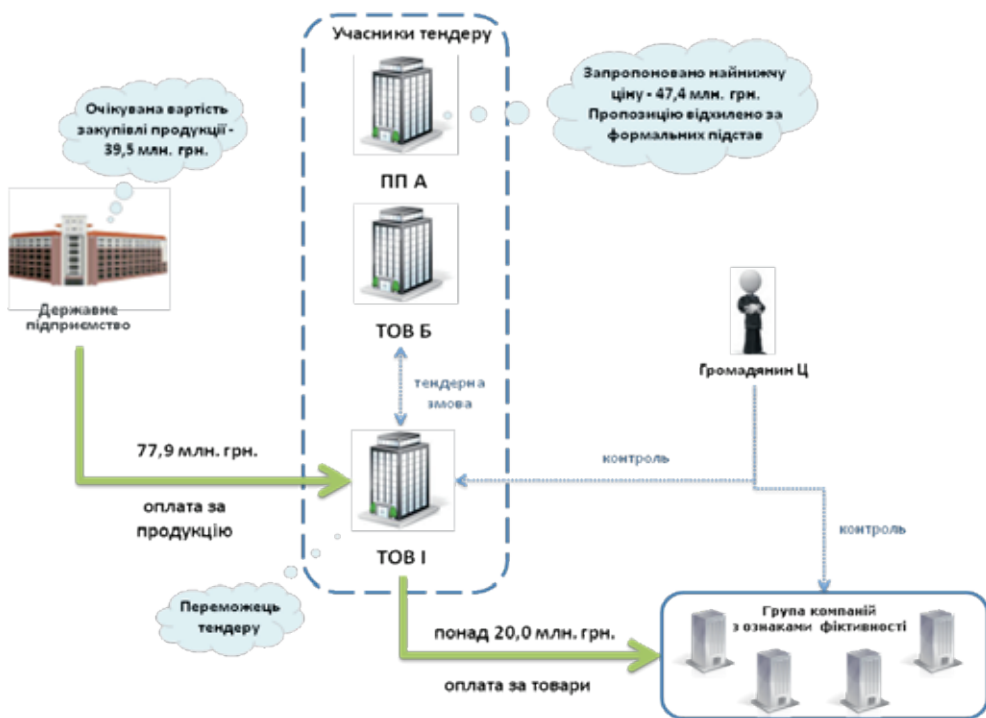 Учасники тендеру
Очікувана вартість
закупівлі продукції -
39,5 млн. грн.
Запропоновано найнижчу
ціну - 47,4 млн. грн.
Пропозицію відхилено за
формальних підстав
ПП А
Державне
підприємство
ТОВ Б
Громадянин Ц
тендерна
змова
77,9 млн. грн.
контроль
оплата за
продукцію
контроль
ТОВ І
Переможець
тендеру
Група компаній
з ознаками фіктивності
понад 20,0 млн. грн.
оплата за товари